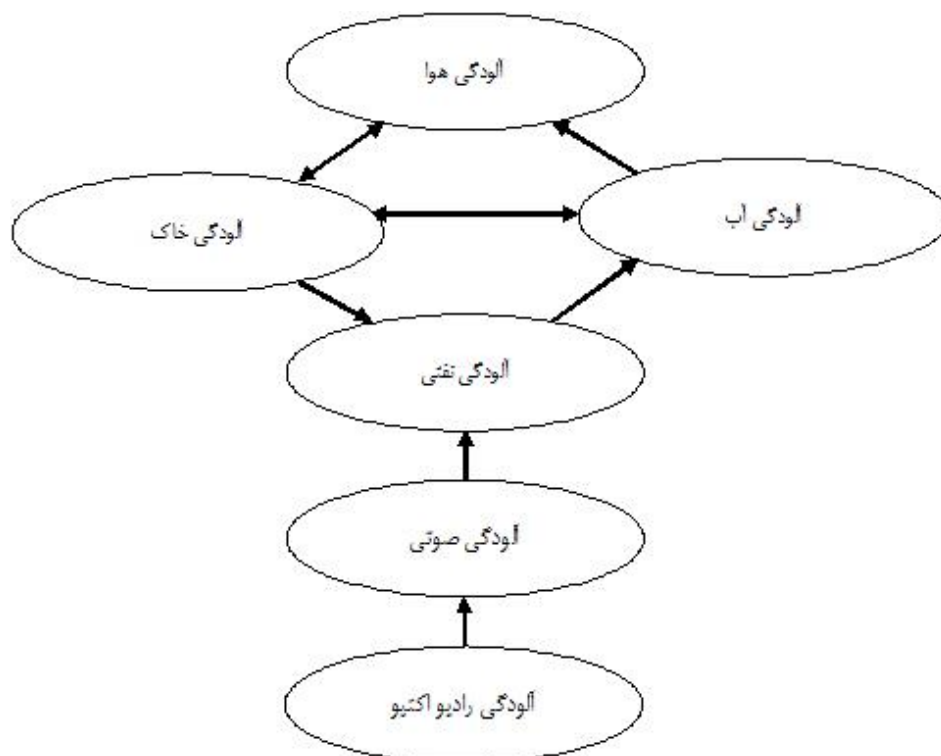 آلودگی هوا
آلودگی خاک
آلودگی آب
آلودگی نفتی
آلودگی صوتی
آلودگی رادیو اکتیو